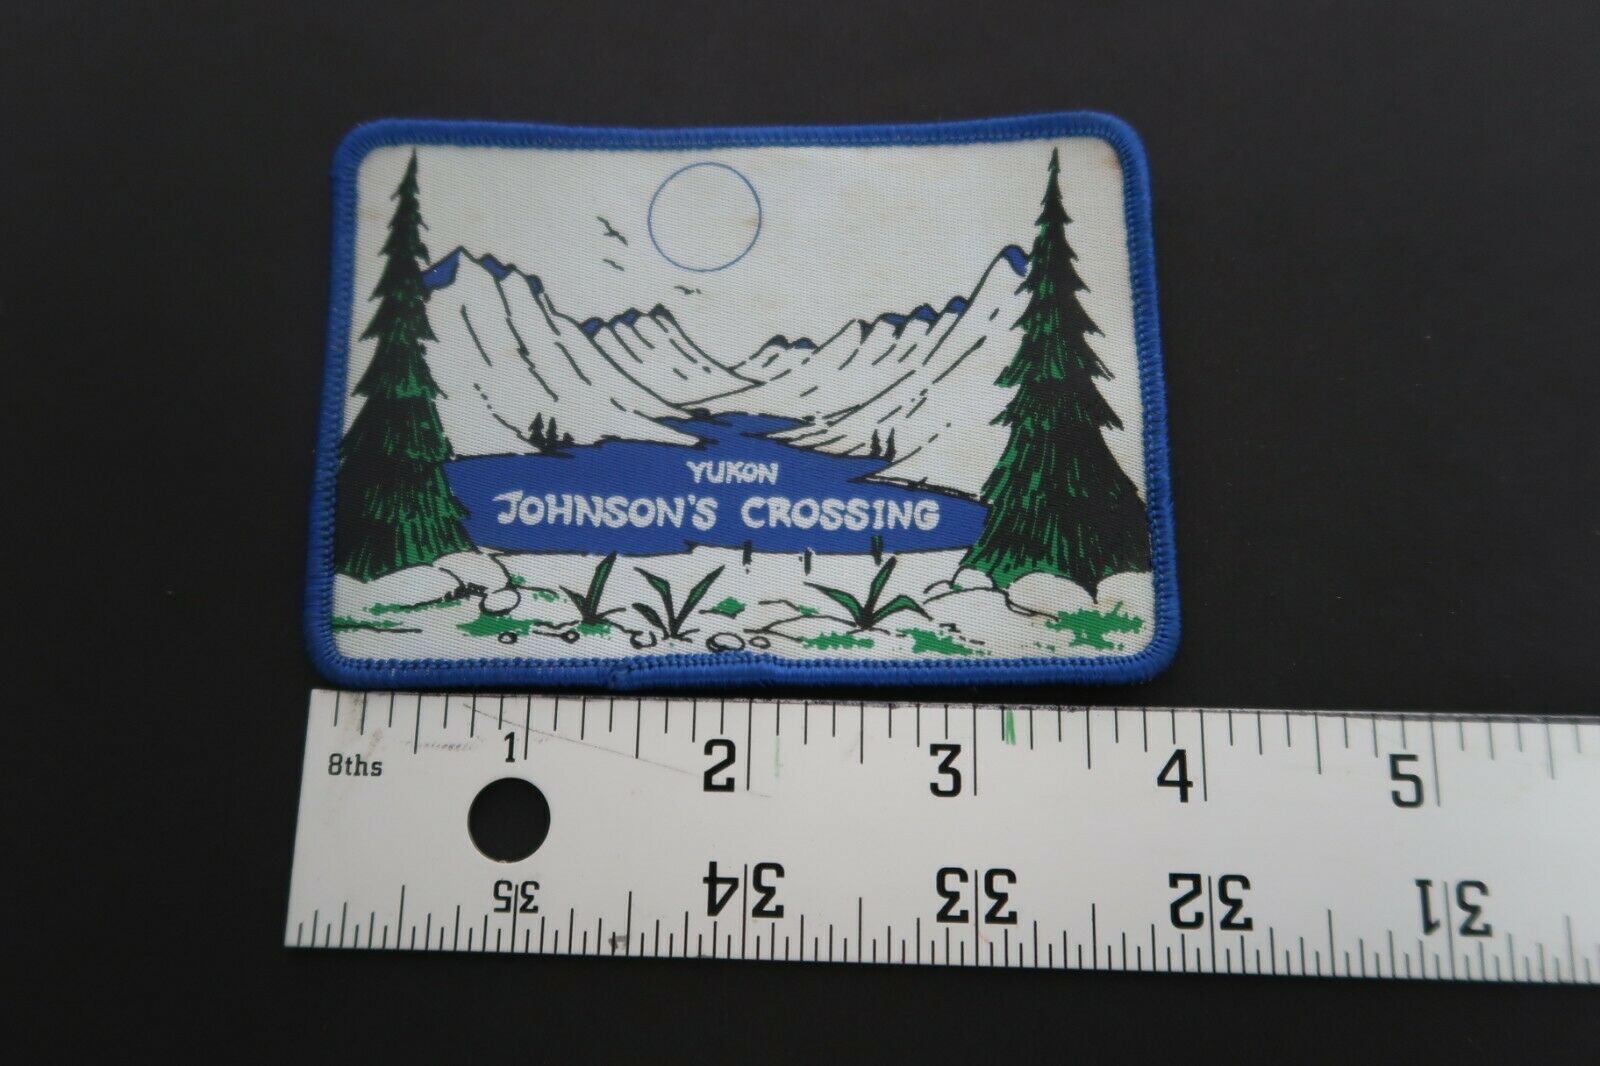 YUKON
JOHNSON'S CROSSING
8ths
1 2 3 4 5
35 34 33 32 31